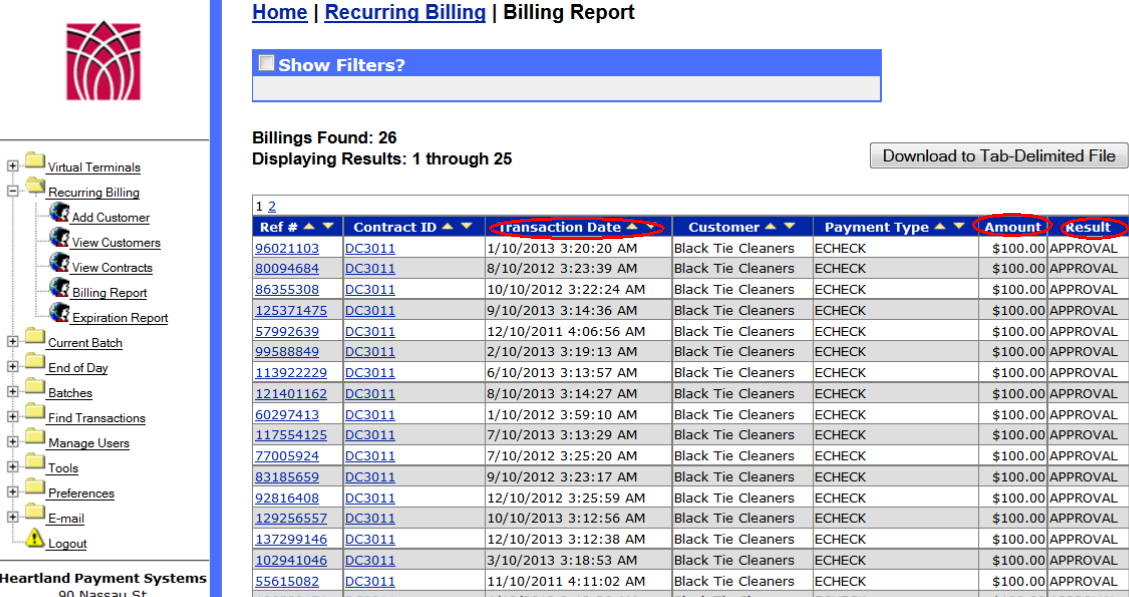 Home | Recurring Billing | Billing Report
Show Filters?
Billings Found: 26
Displaying Results: 1 through 25
Download to Tab-Delimited File
Virtual Terminals
Recurring Billing
Add Customer
View Customers
View Contracts
Billing Report
Expiration Report
Current Batch
End of Day
Batches
Find Transactions
Manage Users
Tools
Preferences
E-mail
Logout
Heartland Payment Systems
90 Nassau St
1 2
Ref # Contract ID Transaction Date Customer Payment Type Amount Result
96021103 DC3011 1/10/2013 3:20:20 AM Black Tie Cleaners ECHECK $100.00 APPROVAL
80094684 DC3011 8/10/2012 3:23:39 AM Black Tie Cleaners ECHECK $100.00 APPROVAL
86355308 DC3011 10/10/2012 3:22:24 AM Black Tie Cleaners ECHECK $100.00 APPROVAL
125371475 DC3011 9/10/2013 3:14:36 AM Black Tie Cleaners ECHECK $100.00 APPROVAL
57992639 DC3011 12/10/2011 4:06:56 AM Black Tie Cleaners ECHECK $100.00 APPROVAL
99588849 DC3011 2/10/2013 3:19:13 AM Black Tie Cleaners ECHECK $100.00 APPROVAL
113922229 DC3011 6/10/2013 3:13:57 AM Black Tie Cleaners ECHECK $100.00 APPROVAL
121401162 DC3011 8/10/2013 3:14:27 AM Black Tie Cleaners ECHECK $100.00 APPROVAL
60297413 DC3011 1/10/2012 3:59:10 AM Black Tie Cleaners ECHECK $100.00 APPROVAL
117554125 DC3011 7/10/2013 3:13:29 AM Black Tie Cleaners ECHECK $100.00 APPROVAL
77005924 DC3011 7/10/2012 3:25:20 AM Black Tie Cleaners ECHECK $100.00 APPROVAL
83185659 DC3011 9/10/2012 3:23:17 AM Black Tie Cleaners ECHECK $100.00 APPROVAL
92816408 DC3011 12/10/2012 3:25:59 AM Black Tie Cleaners ECHECK $100.00 APPROVAL
129256557 DC3011 10/10/2013 3:12:56 AM Black Tie Cleaners ECHECK $100.00 APPROVAL
137299146 DC3011 12/10/2013 3:12:38 AM Black Tie Cleaners ECHECK $100.00 APPROVAL
102941046 DC3011 3/10/2013 3:18:53 AM Black Tie Cleaners ECHECK $100.00 APPROVAL
55615082 DC3011 11/10/2011 4:11:02 AM Black Tie Cleaners ECHECK $100.00 APPROVAL